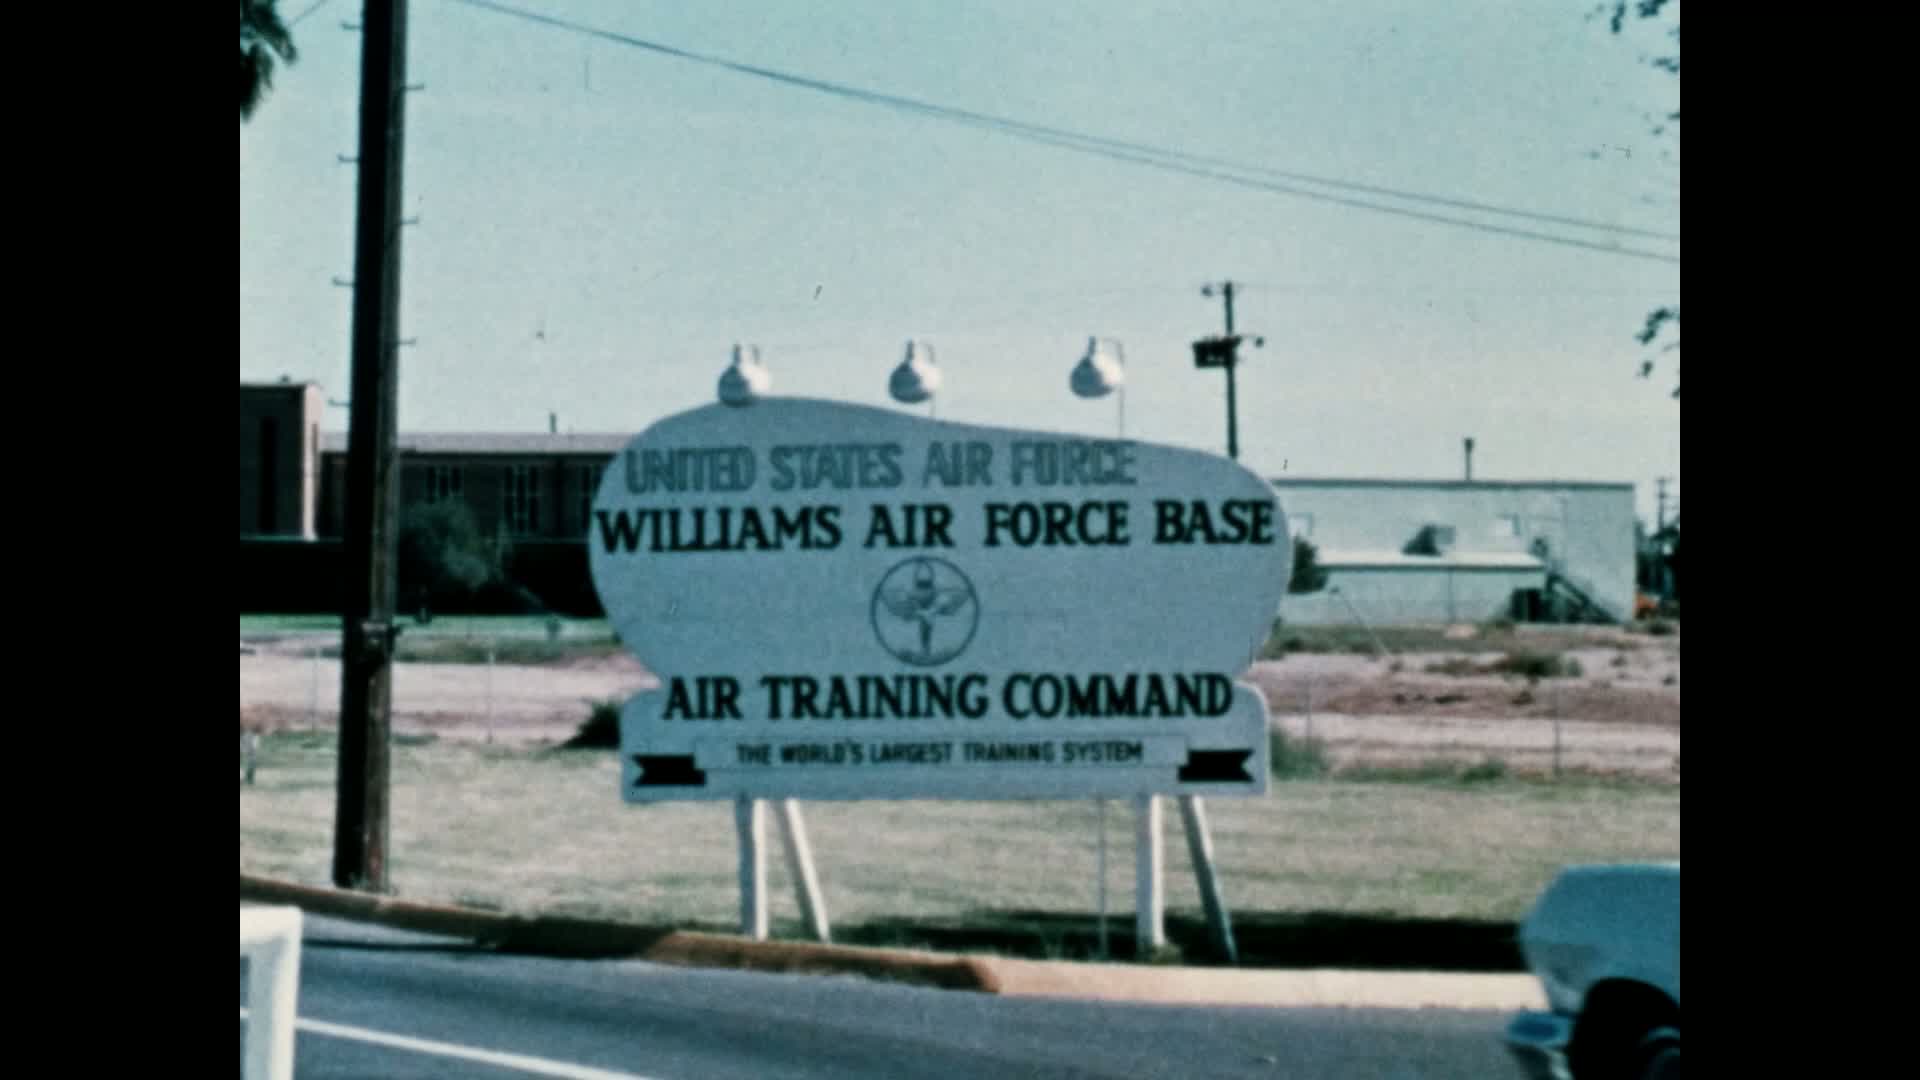 UNITED STATES AIR FORCE
WILLIAMS AIR FORCE BASE
AIR TRAINING COMMAND
THE WORLD'S LARGEST TRAINING SYSTEM